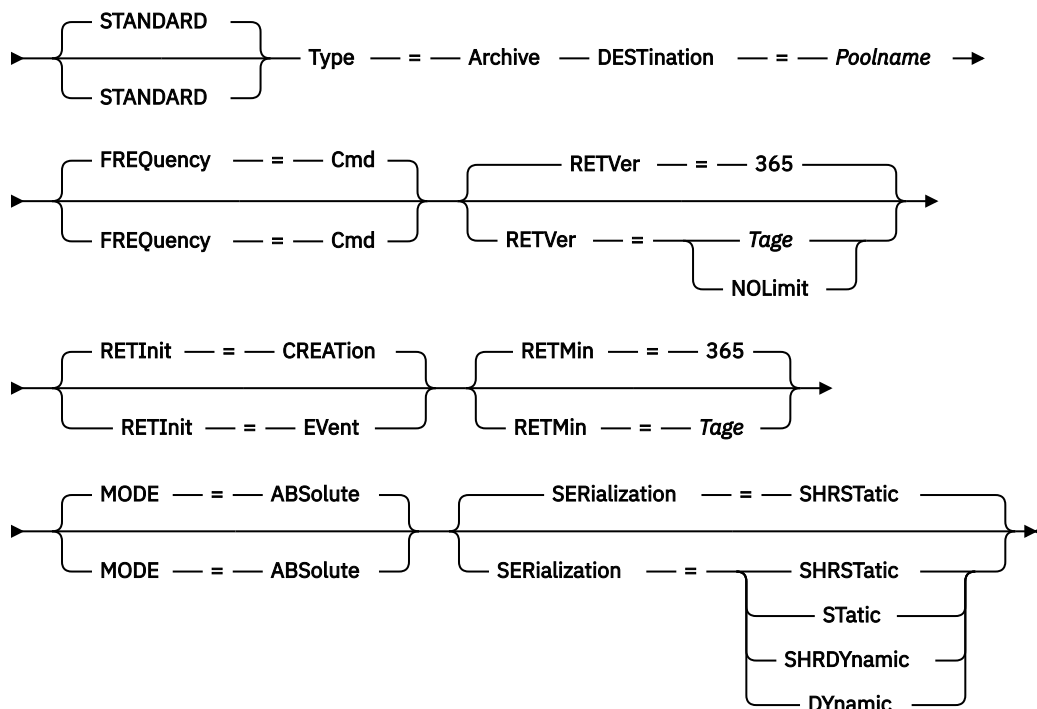 STANDARD
Type = Archive DESTination = Poolname
STANDARD
FREQuency = Cmd
FREQuency = Cmd
RETVer = 365
RETVer = Tage
NOLimit
RETInit = CREATion
RETInit = EVent
RETMin = 365
RETMin = Tage
MODE = ABSolute
MODE = ABSolute
SERialization = SHRSTatic
SERialization = SHRSTatic
STatic
SHRDYnamic
DYnamic